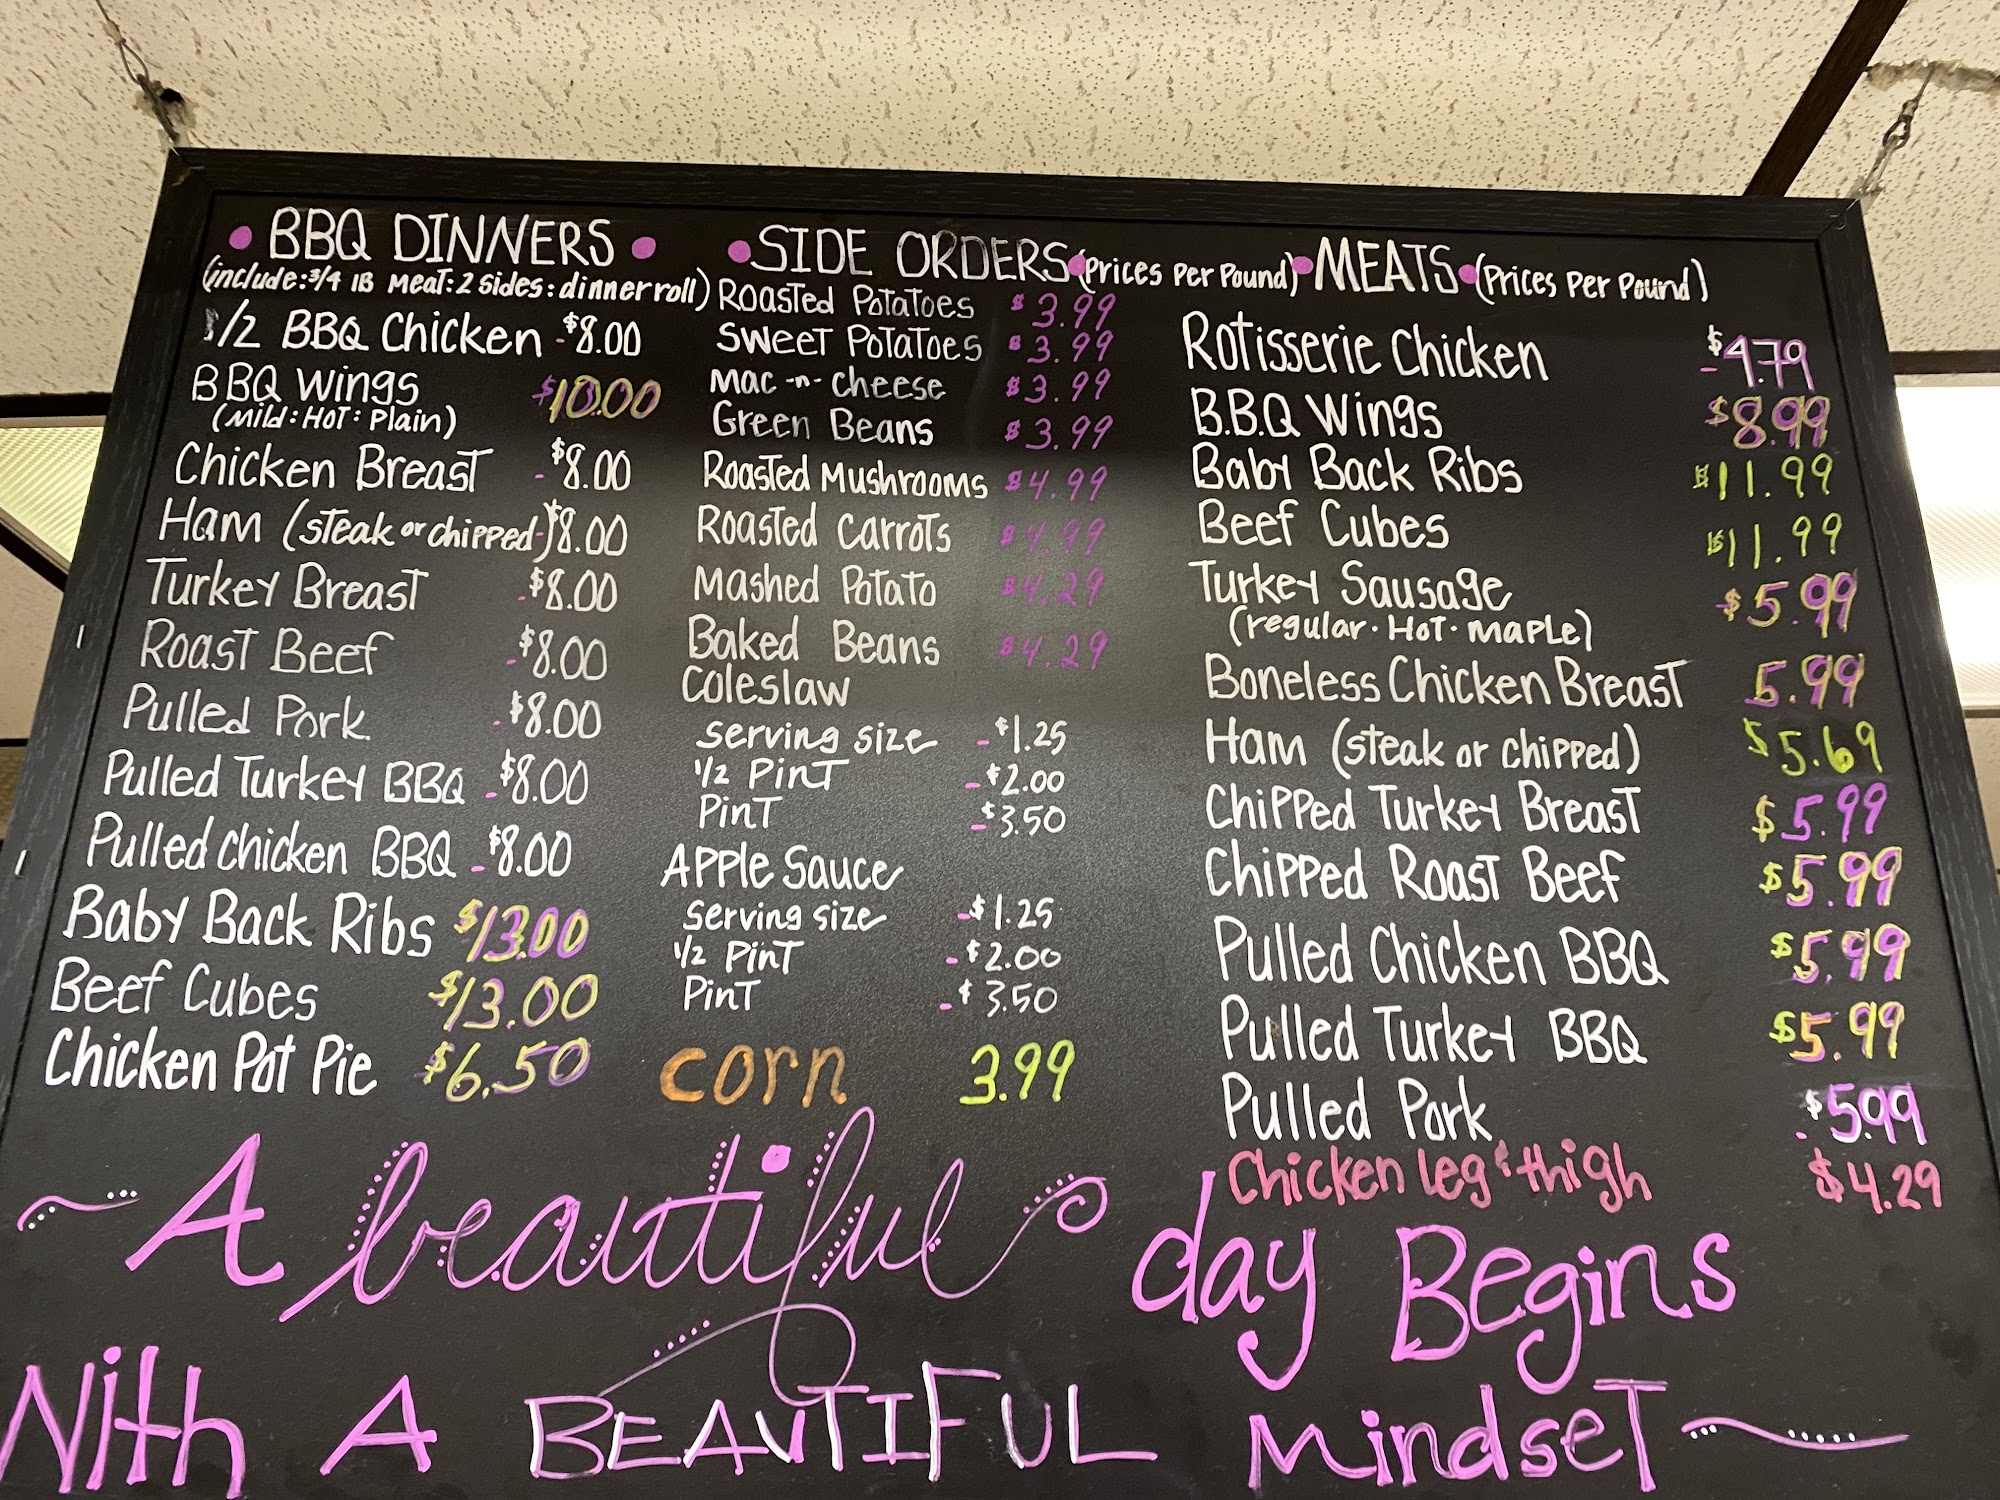 BBQ DINNERS
(include: 3/4 lB Meat: 2 Sides: dinner roll)
1/2 BBQ Chicken - $8.00
BBQ Wings $10.00
(Mild: HOT: Plain)
Chicken Breast - $8.00
Ham (steak or chipped) - $8.00
Turkey Breast - $8.00
Roast Beef - $8.00
Pulled Pork - $8.00
Pulled Turkey BBQ - $8.00
Pulled chicken BBQ - $8.00
Baby Back Ribs $13.00
Beef Cubes $13.00
Chicken Pot Pie $6.50
SIDE ORDERS (Prices Per Pound)
Roasted Potatoes $3.99
Sweet Potatoes $3.99
Mac -n- cheese $3.99
Green Beans $3.99
Roasted Mushrooms $4.99
Roasted Carrots $4.99
Mashed Potato $4.29
Baked Beans $4.29
Coleslaw
Serving size - $1.25
1/2 Pint - $2.00
Pint - $3.50
Apple Sauce
Serving size - $1.25
1/2 Pint - $2.00
Pint - $3.50
corn 3.99
MEATS (Prices Per Pound)
Rotisserie Chicken - $4.79
B.B.Q Wings $8.99
Baby Back Ribs $11.99
Beef Cubes $11.99
Turkey Sausage - $5.99
(regular · HOT · maple)
Boneless Chicken Breast 5.99
Ham (steak or chipped) $5.69
Chipped Turkey Breast $5.99
Chipped Roast Beef $5.99
Pulled Chicken BBQ $5.99
Pulled Turkey BBQ $5.99
Pulled Pork - $5.99
Chicken leg & thigh $4.29
A beautiful day Begins
With A BEAUTIFUL Mindset